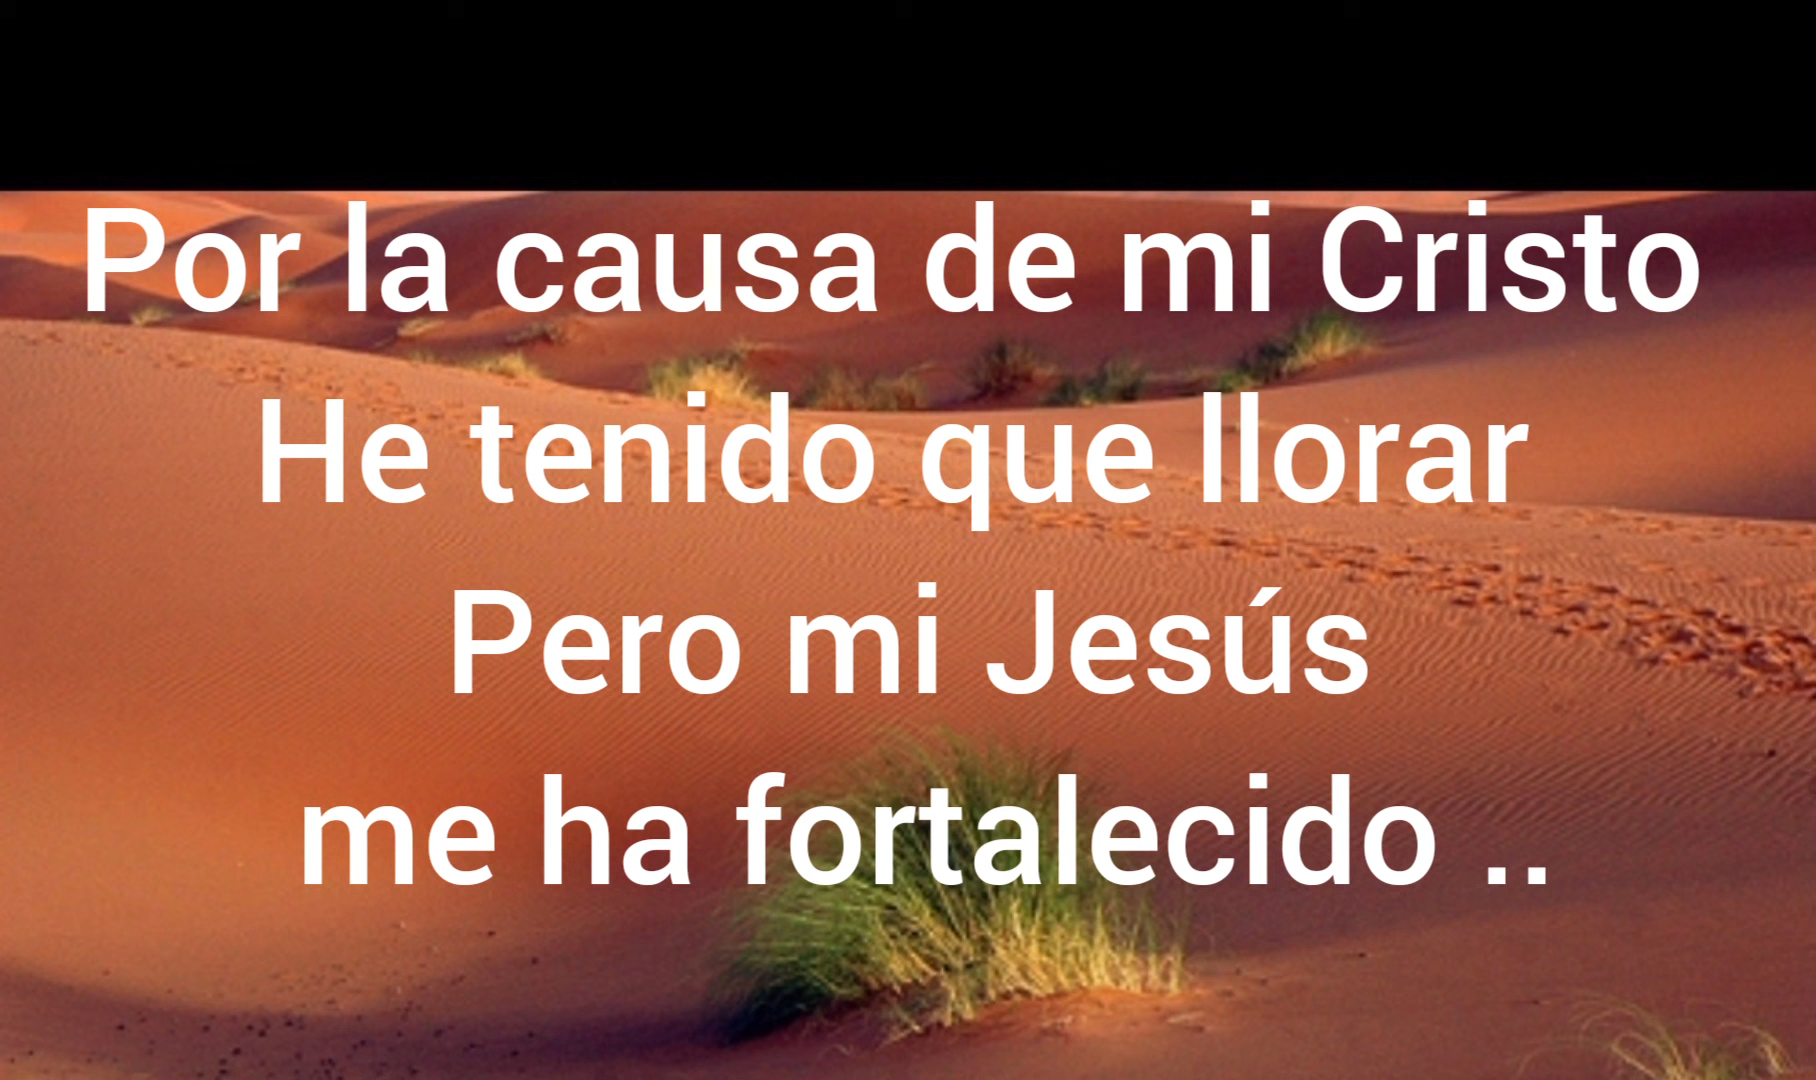 Por la causa de mi Cristo
He tenido que llorar
Pero mi Jesús
me ha fortalecido ..